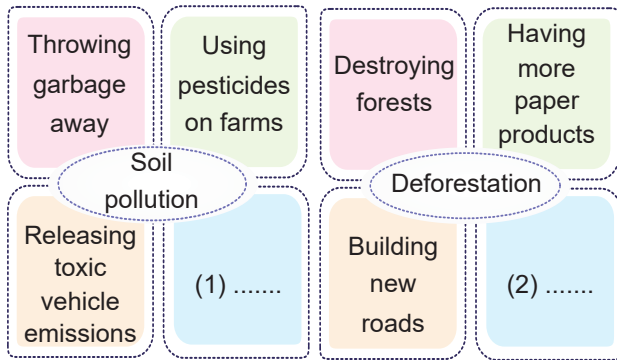 Throwing
garbage
away
Using
pesticides
on farms
Soil
pollution
Releasing
toxic
vehicle
emissions
(1) .......
Destroying
forests
Having
more
paper
products
Deforestation
Building
new
roads
(2) .......